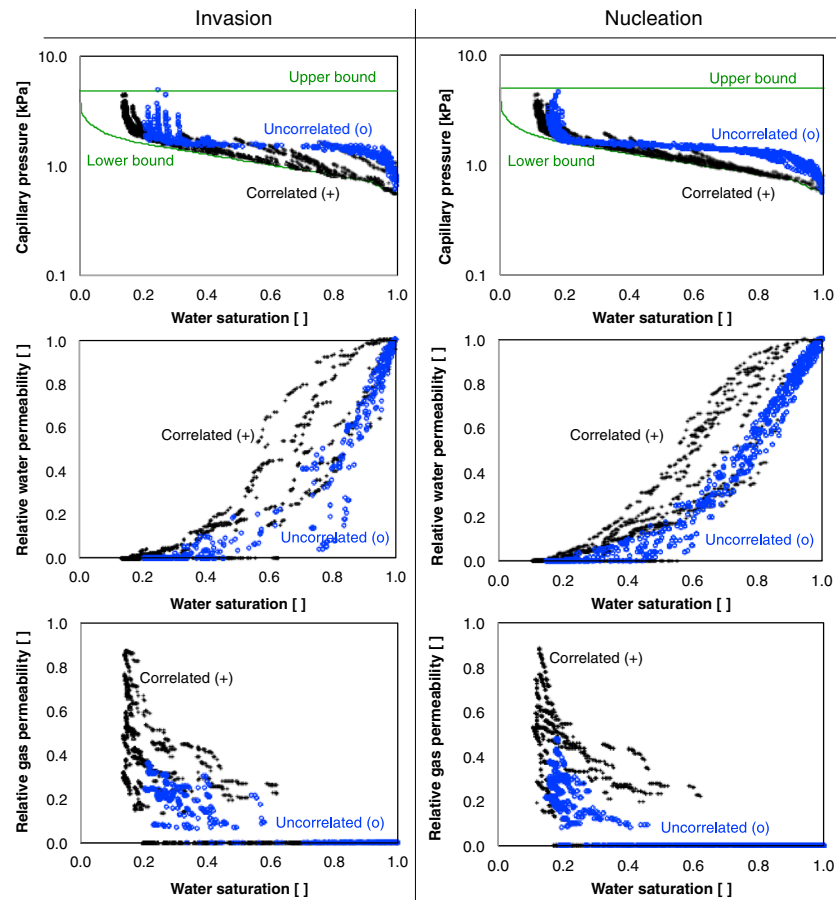 Invasion
Nucleation
10.0
1.0
0.1
Capillary pressure [kPa]
Upper bound
Uncorrelated (o)
Lower bound
Correlated (+)
0.0 0.2 0.4 0.6 0.8 1.0
Water saturation [ ]
10.0
1.0
0.1
Capillary pressure [kPa]
Upper bound
Uncorrelated (o)
Lower bound
Correlated (+)
0.0 0.2 0.4 0.6 0.8 1.0
Water saturation [ ]
1.0
0.8
0.6
0.4
0.2
0.0
Relative water permeability [ ]
Correlated (+)
Uncorrelated (o)
0.0 0.2 0.4 0.6 0.8 1.0
Water saturation [ ]
1.0
0.8
0.6
0.4
0.2
0.0
Relative water permeability [ ]
Correlated (+)
Uncorrelated (o)
0.0 0.2 0.4 0.6 0.8 1.0
Water saturation [ ]
1.0
0.8
0.6
0.4
0.2
0.0
Relative gas permeability [ ]
Correlated (+)
Uncorrelated (o)
0.0 0.2 0.4 0.6 0.8 1.0
Water saturation [ ]
1.0
0.8
0.6
0.4
0.2
0.0
Relative gas permeability [ ]
Correlated (+)
Uncorrelated (o)
0.0 0.2 0.4 0.6 0.8 1.0
Water saturation [ ]